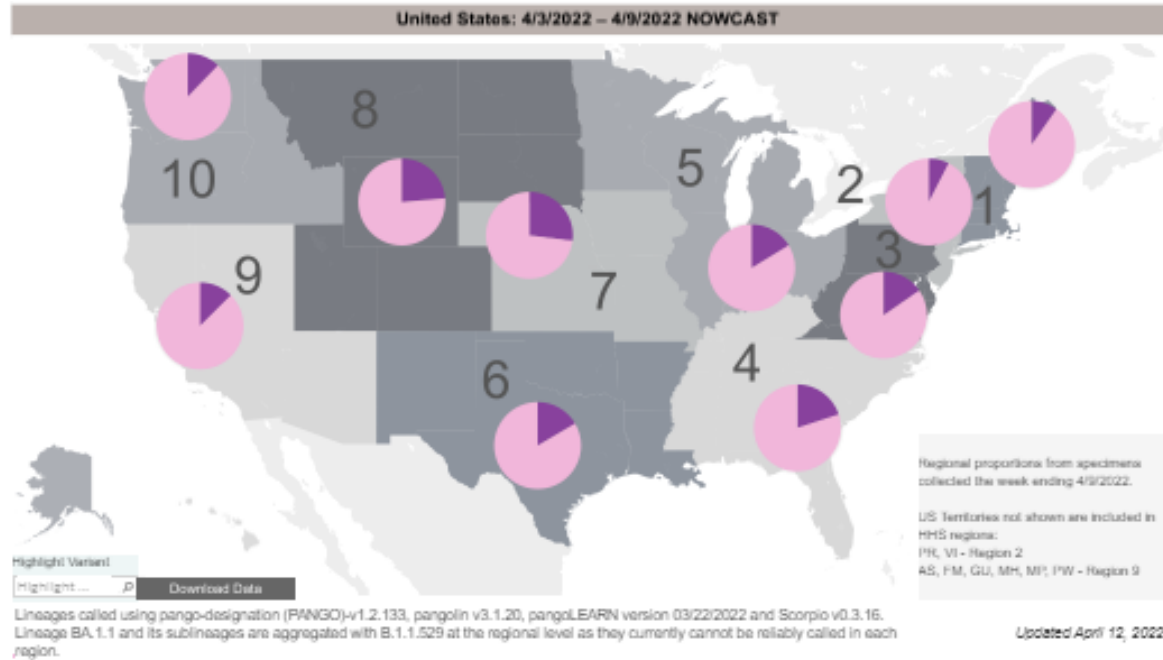 United States: 4/3/2022 – 4/9/2022 NOWCAST
8
10
5
2
1
3
9
7
4
6
Regional proportions from specimens
collected the week ending 4/9/2022.
US Territories not shown are included in
HHS regions:
PR, VI - Region 2
AS, FM, GU, MH, MP, PW - Region 9
Highlight Variant
Highlight ...
Download Data
Lineages called using pango-designation (PANGO)-v1.2.133, pangolin v3.1.20, pangoLEARN version 03/22/2022 and Scorpio v0.3.16.
Lineage BA.1.1 and its sublineages are aggregated with B.1.1.529 at the regional level as they currently cannot be reliably called in each
region.
Updated April 12, 2022